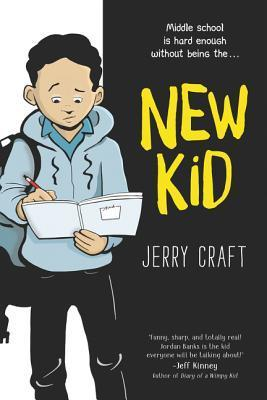 Middle school
is hard enough
without being the...
NEW
KiD
JERRY CRAFT
"Funny, sharp, and totally real!
Jordan Banks is the kid
everyone will be talking about!"
—Jeff Kinney
Author of Diary of a Wimpy Kid